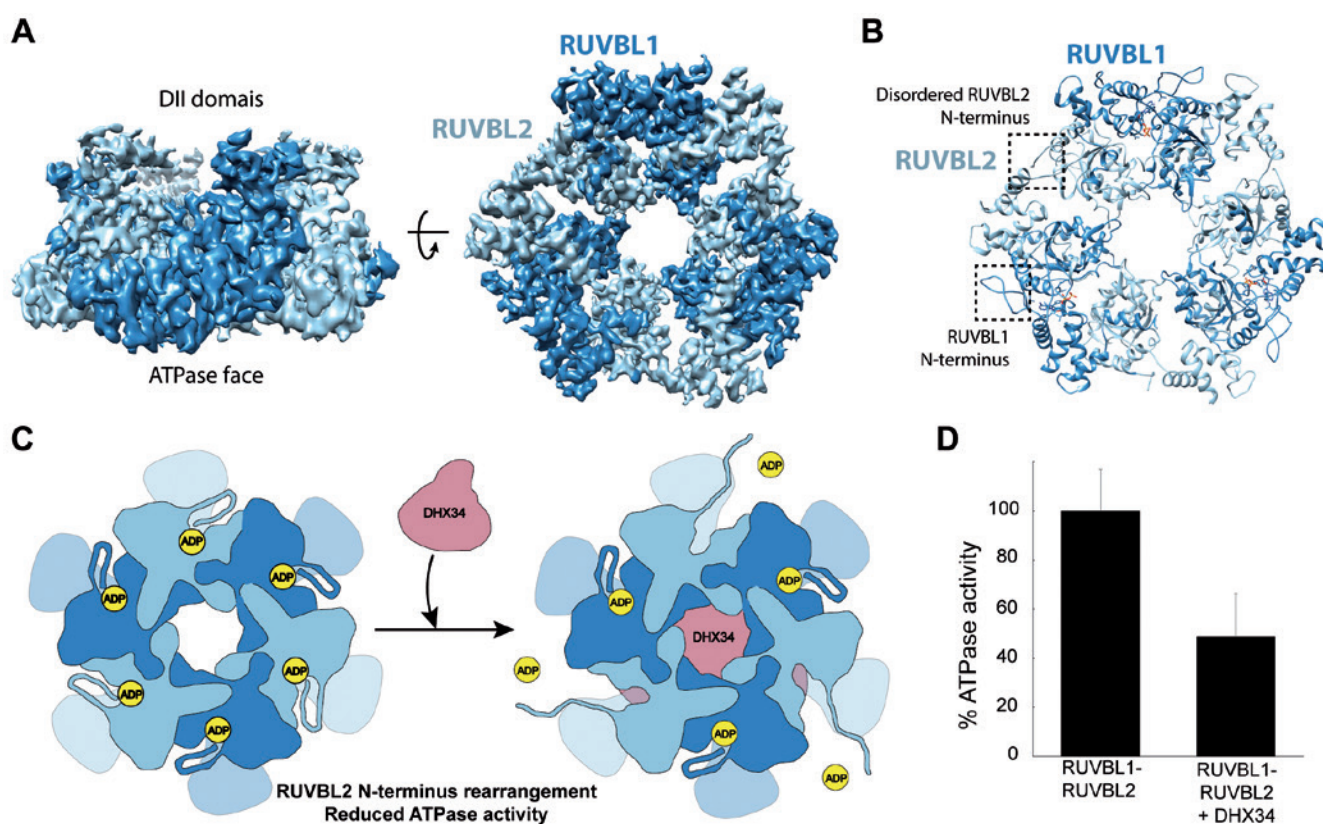 A
RUVBL1
DII domais
RUVBL2
ATPase face
B
RUVBL1
Disordered RUVBL2
N-terminus
RUVBL2
RUVBL1
N-terminus
C
ADP
ADP
ADP
ADP
ADP
ADP
DHX34
ADP
ADP
ADP
DHX34
ADP
ADP
ADP
RUVBL2 N-terminus rearrangement
Reduced ATPase activity
D
% ATPase activity
100
80
60
40
20
0
RUVBL1-
RUVBL2
RUVBL1-
RUVBL2
+ DHX34